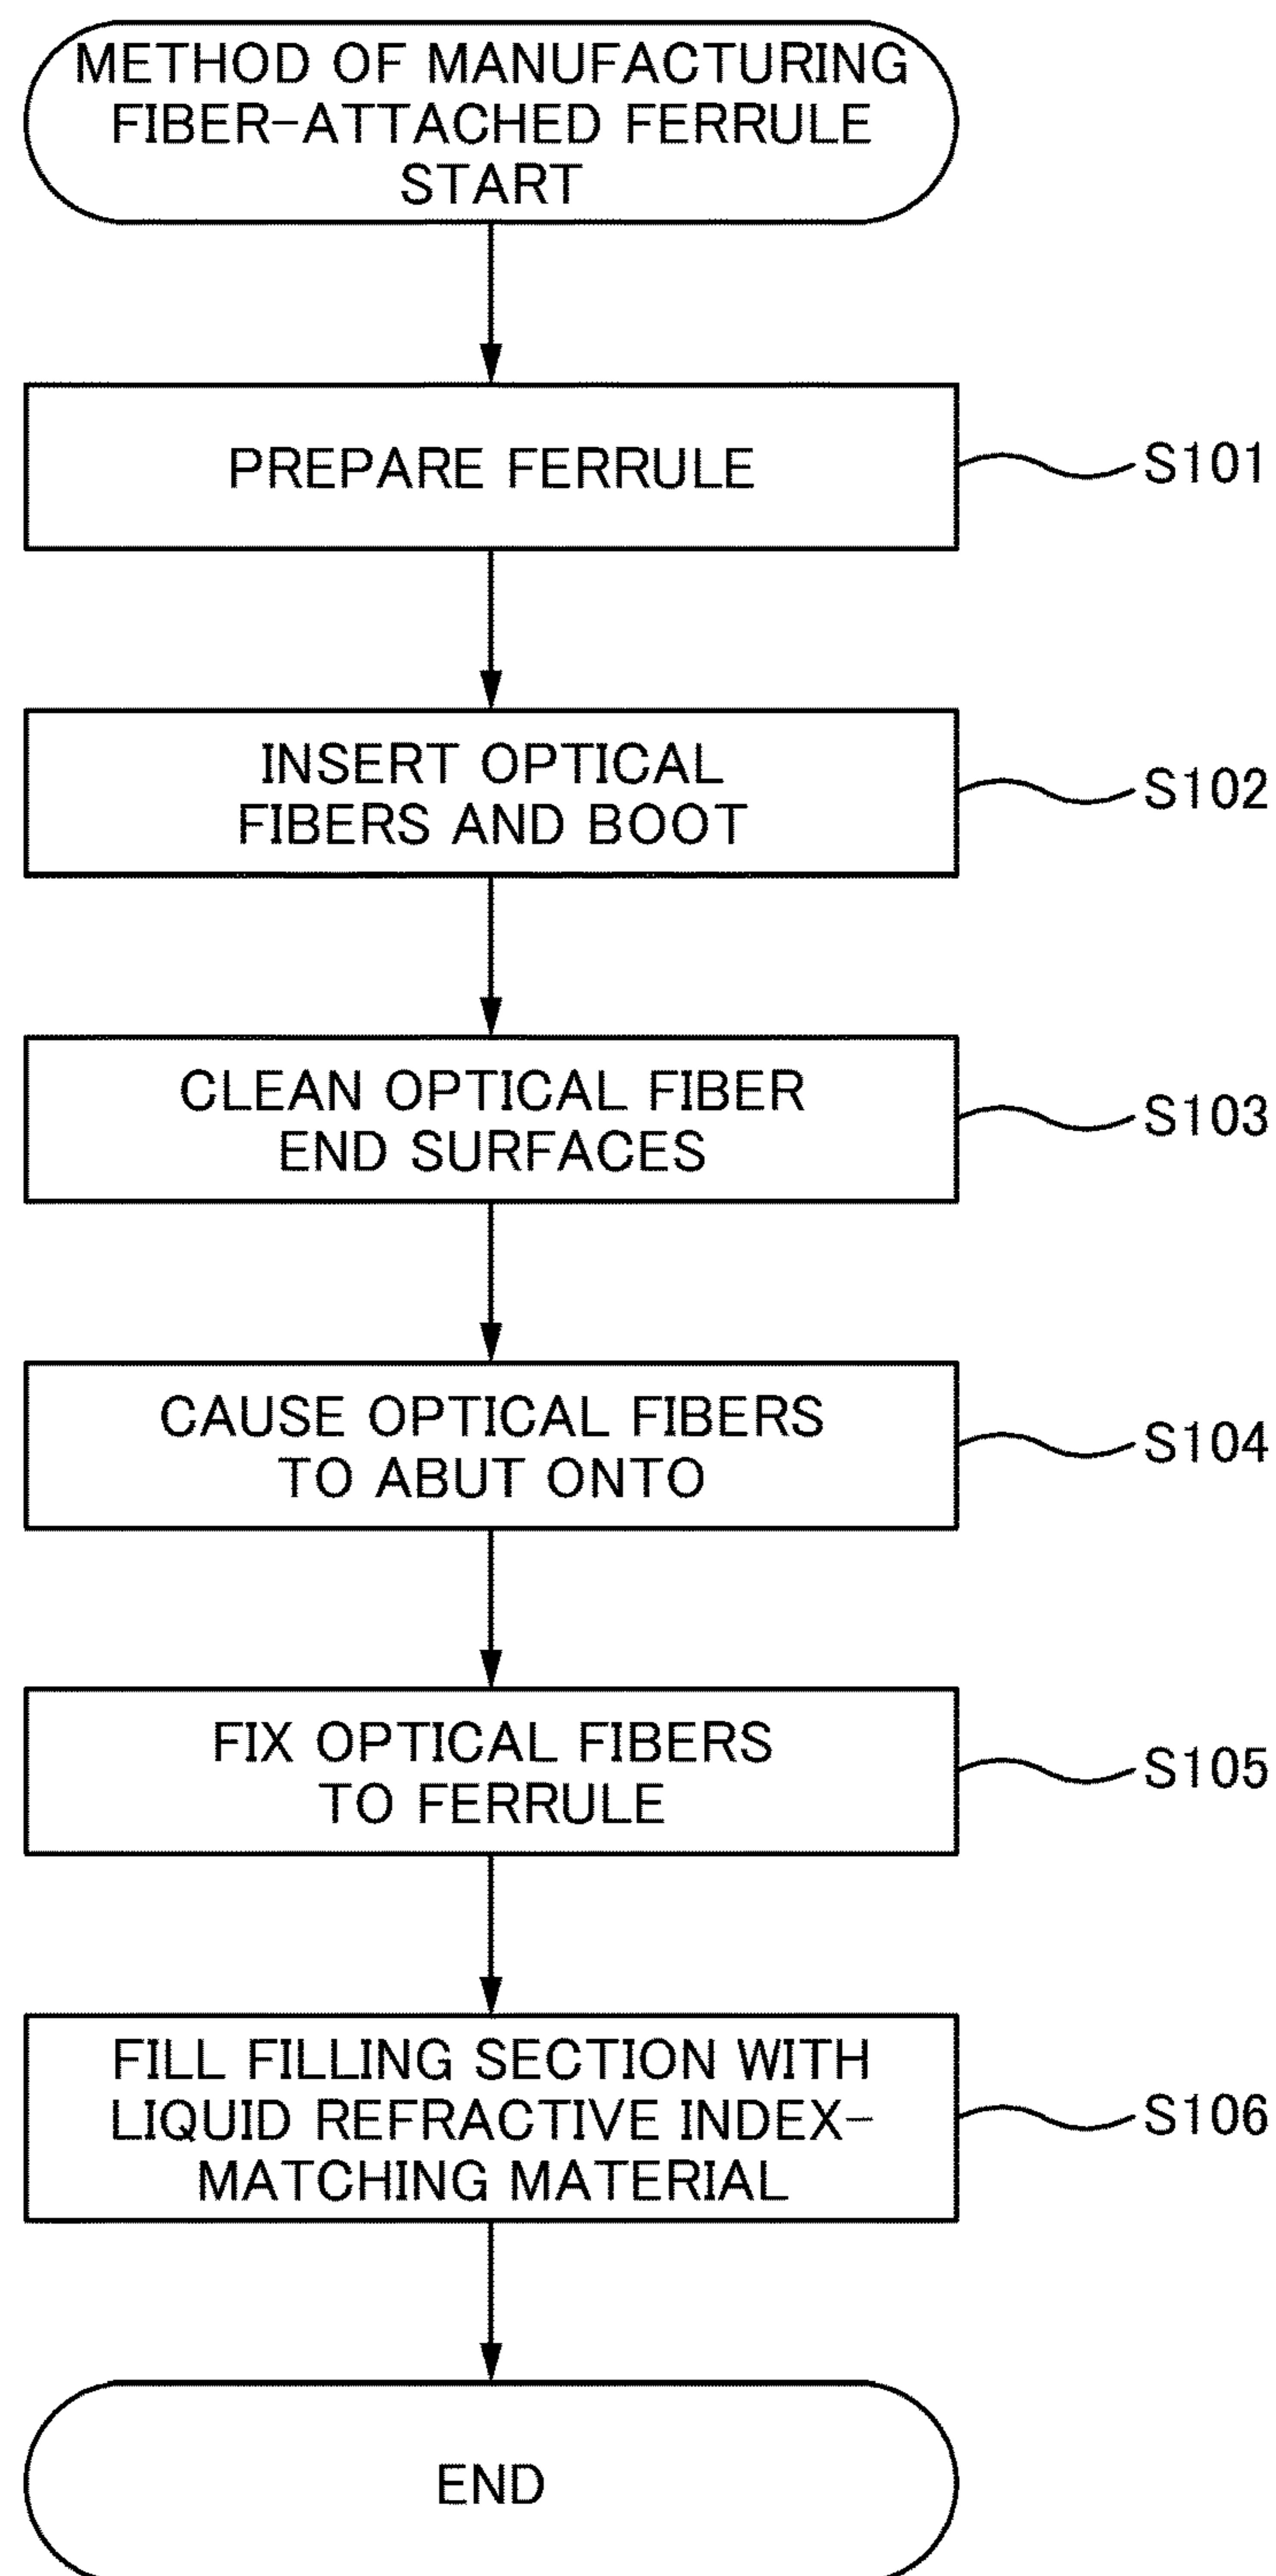 METHOD OF MANUFACTURING
FIBER-ATTACHED FERRULE
START
PREPARE FERRULE
S101
INSERT OPTICAL
FIBERS AND BOOT
S102
CLEAN OPTICAL FIBER
END SURFACES
S103
CAUSE OPTICAL FIBERS
TO ABUT ONTO
S104
FIX OPTICAL FIBERS
TO FERRULE
S105
FILL FILLING SECTION WITH
LIQUID REFRACTIVE INDEX-
MATCHING MATERIAL
S106
END